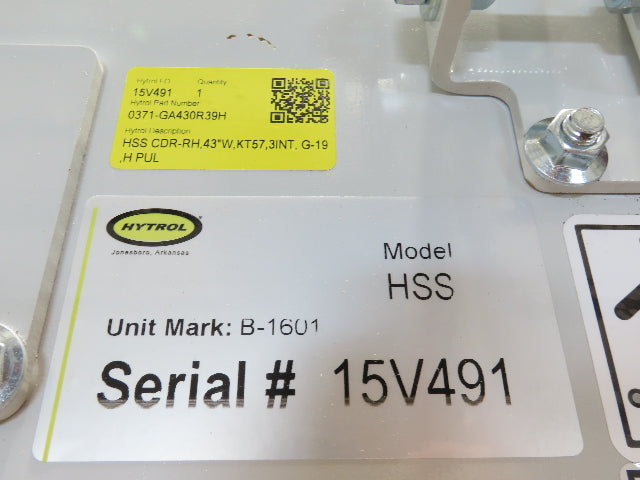 Hytrol I.D. Quantity
15V491 1
Hytrol Part Number
0371-GA430R39H
Hytrol Description
HSS CDR-RH,43"W,KT57,3INT, G-19
,H PUL
HYTROL
Jonesboro, Arkansas
Model
HSS
Unit Mark: B-1601
Serial # 15V491